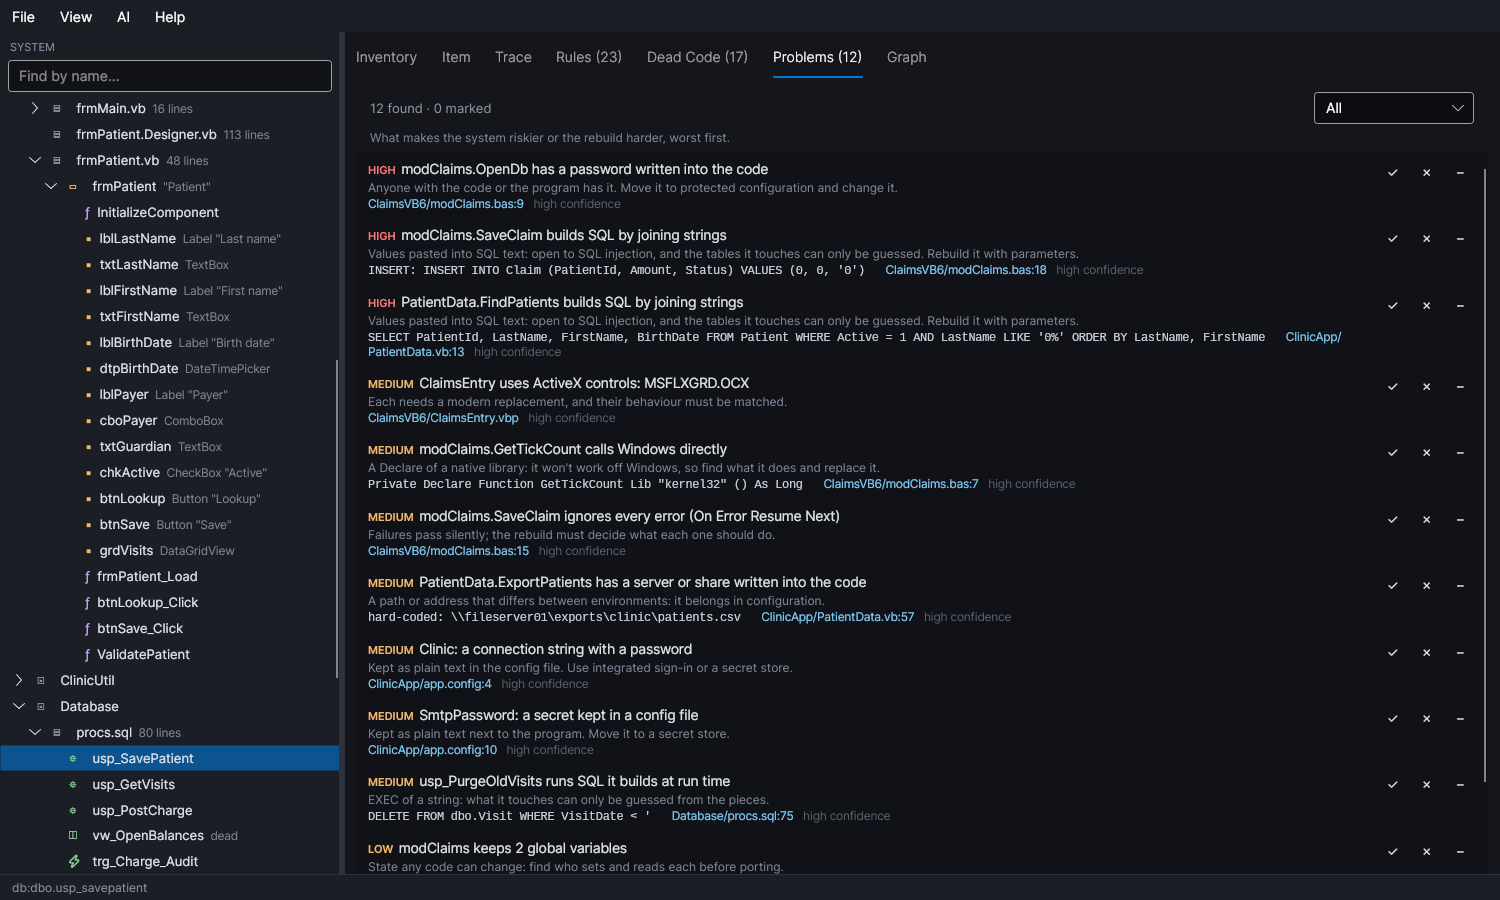 File View AI Help
SYSTEM
Find by name...
frmMain.vb 16 lines
frmPatient.Designer.vb 113 lines
frmPatient.vb 48 lines
frmPatient "Patient"
InitializeComponent
lblLastName Label "Last name"
txtLastName TextBox
lblFirstName Label "First name"
txtFirstName TextBox
lblBirthDate Label "Birth date"
dtpBirthDate DateTimePicker
lblPayer Label "Payer"
cboPayer ComboBox
txtGuardian TextBox
chkActive CheckBox "Active"
btnLookup Button "Lookup"
btnSave Button "Save"
grdVisits DataGridView
frmPatient_Load
btnLookup_Click
btnSave_Click
ValidatePatient
ClinicUtil
Database
procs.sql 80 lines
usp_SavePatient
usp_GetVisits
usp_PostCharge
vw_OpenBalances dead
trg_Charge_Audit
Inventory Item Trace Rules (23) Dead Code (17) Problems (12) Graph
12 found · 0 marked
All
What makes the system riskier or the rebuild harder, worst first.
HIGH modClaims.OpenDb has a password written into the code
Anyone with the code or the program has it. Move it to protected configuration and change it.
ClaimsVB6/modClaims.bas:9 high confidence
HIGH modClaims.SaveClaim builds SQL by joining strings
Values pasted into SQL text: open to SQL injection, and the tables it touches can only be guessed. Rebuild it with parameters.
INSERT: INSERT INTO Claim (PatientId, Amount, Status) VALUES (0, 0, '0') ClaimsVB6/modClaims.bas:18 high confidence
HIGH PatientData.FindPatients builds SQL by joining strings
Values pasted into SQL text: open to SQL injection, and the tables it touches can only be guessed. Rebuild it with parameters.
SELECT PatientId, LastName, FirstName, BirthDate FROM Patient WHERE Active = 1 AND LastName LIKE '0%' ORDER BY LastName, FirstName ClinicApp/
PatientData.vb:13 high confidence
MEDIUM ClaimsEntry uses ActiveX controls: MSFLXGRD.OCX
Each needs a modern replacement, and their behaviour must be matched.
ClaimsVB6/ClaimsEntry.vbp high confidence
MEDIUM modClaims.GetTickCount calls Windows directly
A Declare of a native library: it won't work off Windows, so find what it does and replace it.
Private Declare Function GetTickCount Lib "kernel32" () As Long ClaimsVB6/modClaims.bas:7 high confidence
MEDIUM modClaims.SaveClaim ignores every error (On Error Resume Next)
Failures pass silently; the rebuild must decide what each one should do.
ClaimsVB6/modClaims.bas:15 high confidence
MEDIUM PatientData.ExportPatients has a server or share written into the code
A path or address that differs between environments: it belongs in configuration.
hard-coded: \\fileserver01\exports\clinic\patients.csv ClinicApp/PatientData.vb:57 high confidence
MEDIUM Clinic: a connection string with a password
Kept as plain text in the config file. Use integrated sign-in or a secret store.
ClinicApp/app.config:4 high confidence
MEDIUM SmtpPassword: a secret kept in a config file
Kept as plain text next to the program. Move it to a secret store.
ClinicApp/app.config:10 high confidence
MEDIUM usp_PurgeOldVisits runs SQL it builds at run time
EXEC of a string: what it touches can only be guessed from the pieces.
DELETE FROM dbo.Visit WHERE VisitDate < ' Database/procs.sql:75 high confidence
LOW modClaims keeps 2 global variables
State any code can change: find who sets and reads each before porting.
db:dbo.usp_savepatient